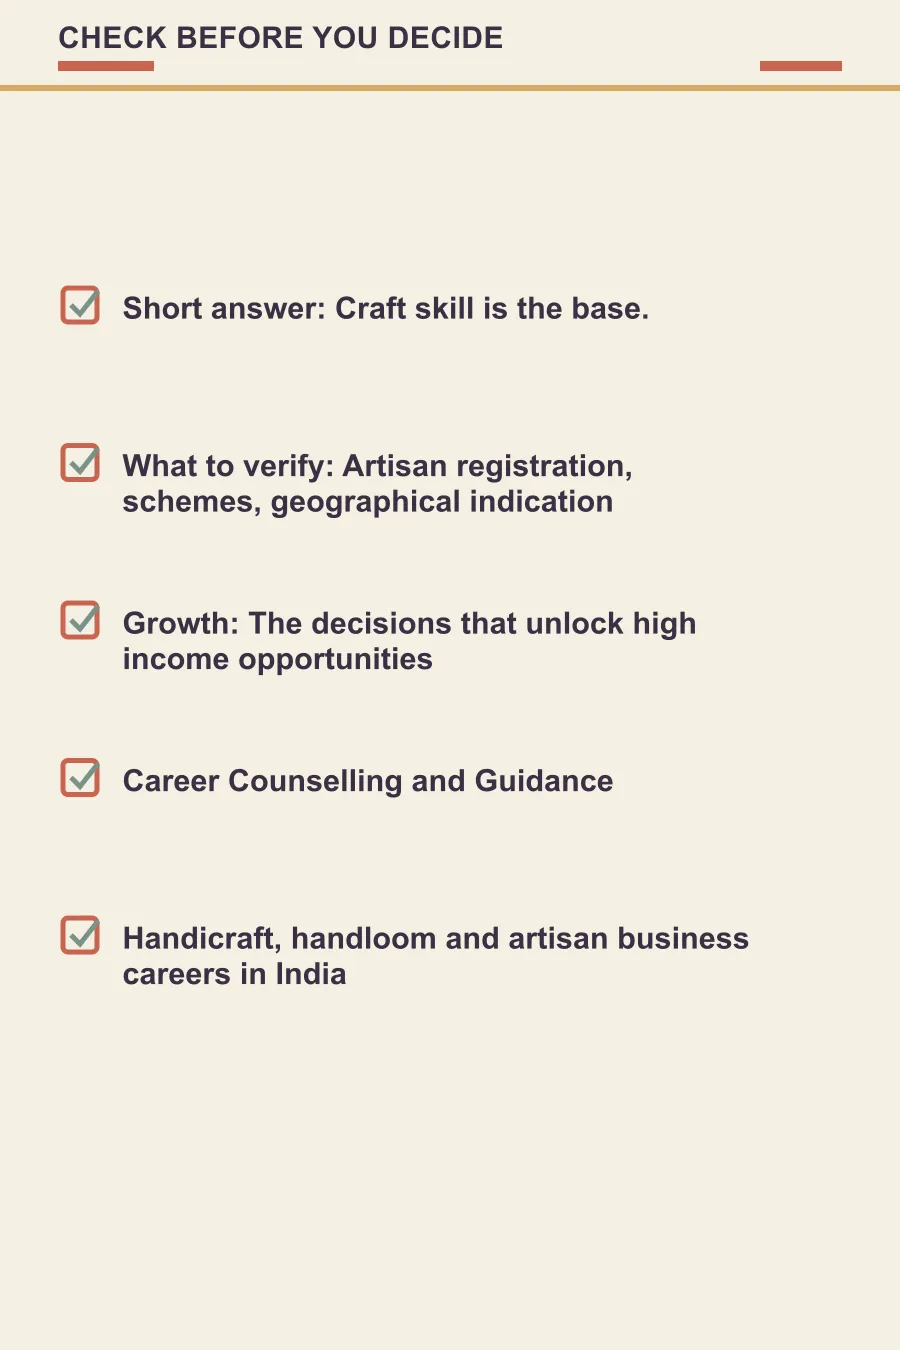 CHECK BEFORE YOU DECIDE
Short answer: Craft skill is the base.
What to verify: Artisan registration,
schemes, geographical indication
Growth: The decisions that unlock high
income opportunities
Career Counselling and Guidance
Handicraft, handloom and artisan business
careers in India